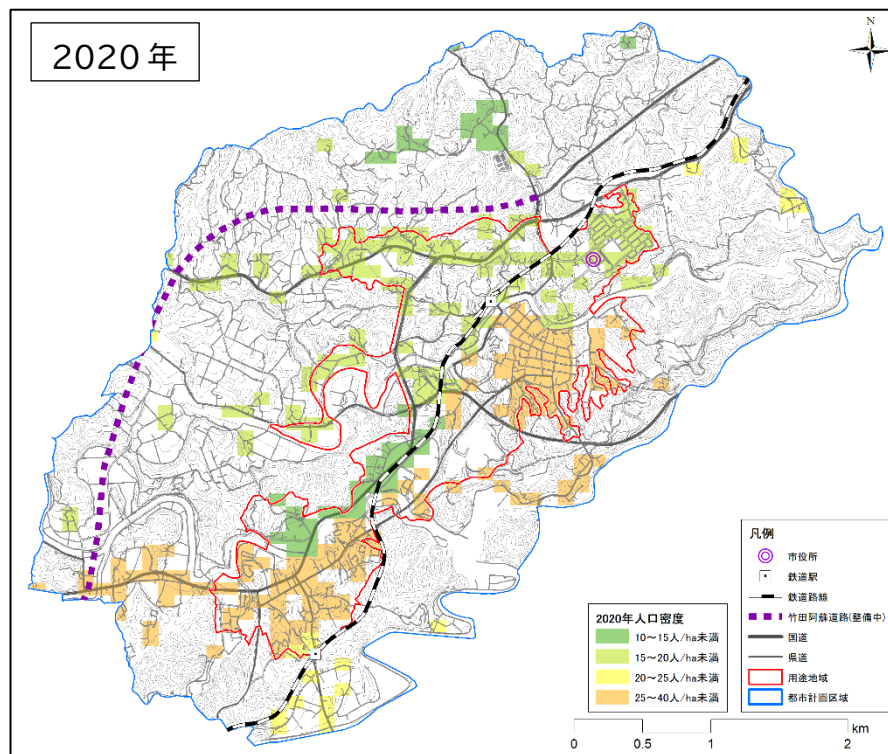 2020年
N
凡例
市役所
鉄道駅
鉄道路線
竹田阿蘇道路(整備中)
国道
県道
用途地域
都市計画区域
2020年人口密度
10～15人/ha未満
15～20人/ha未満
20～25人/ha未満
25～40人/ha未満
km
0 0.5 1 2